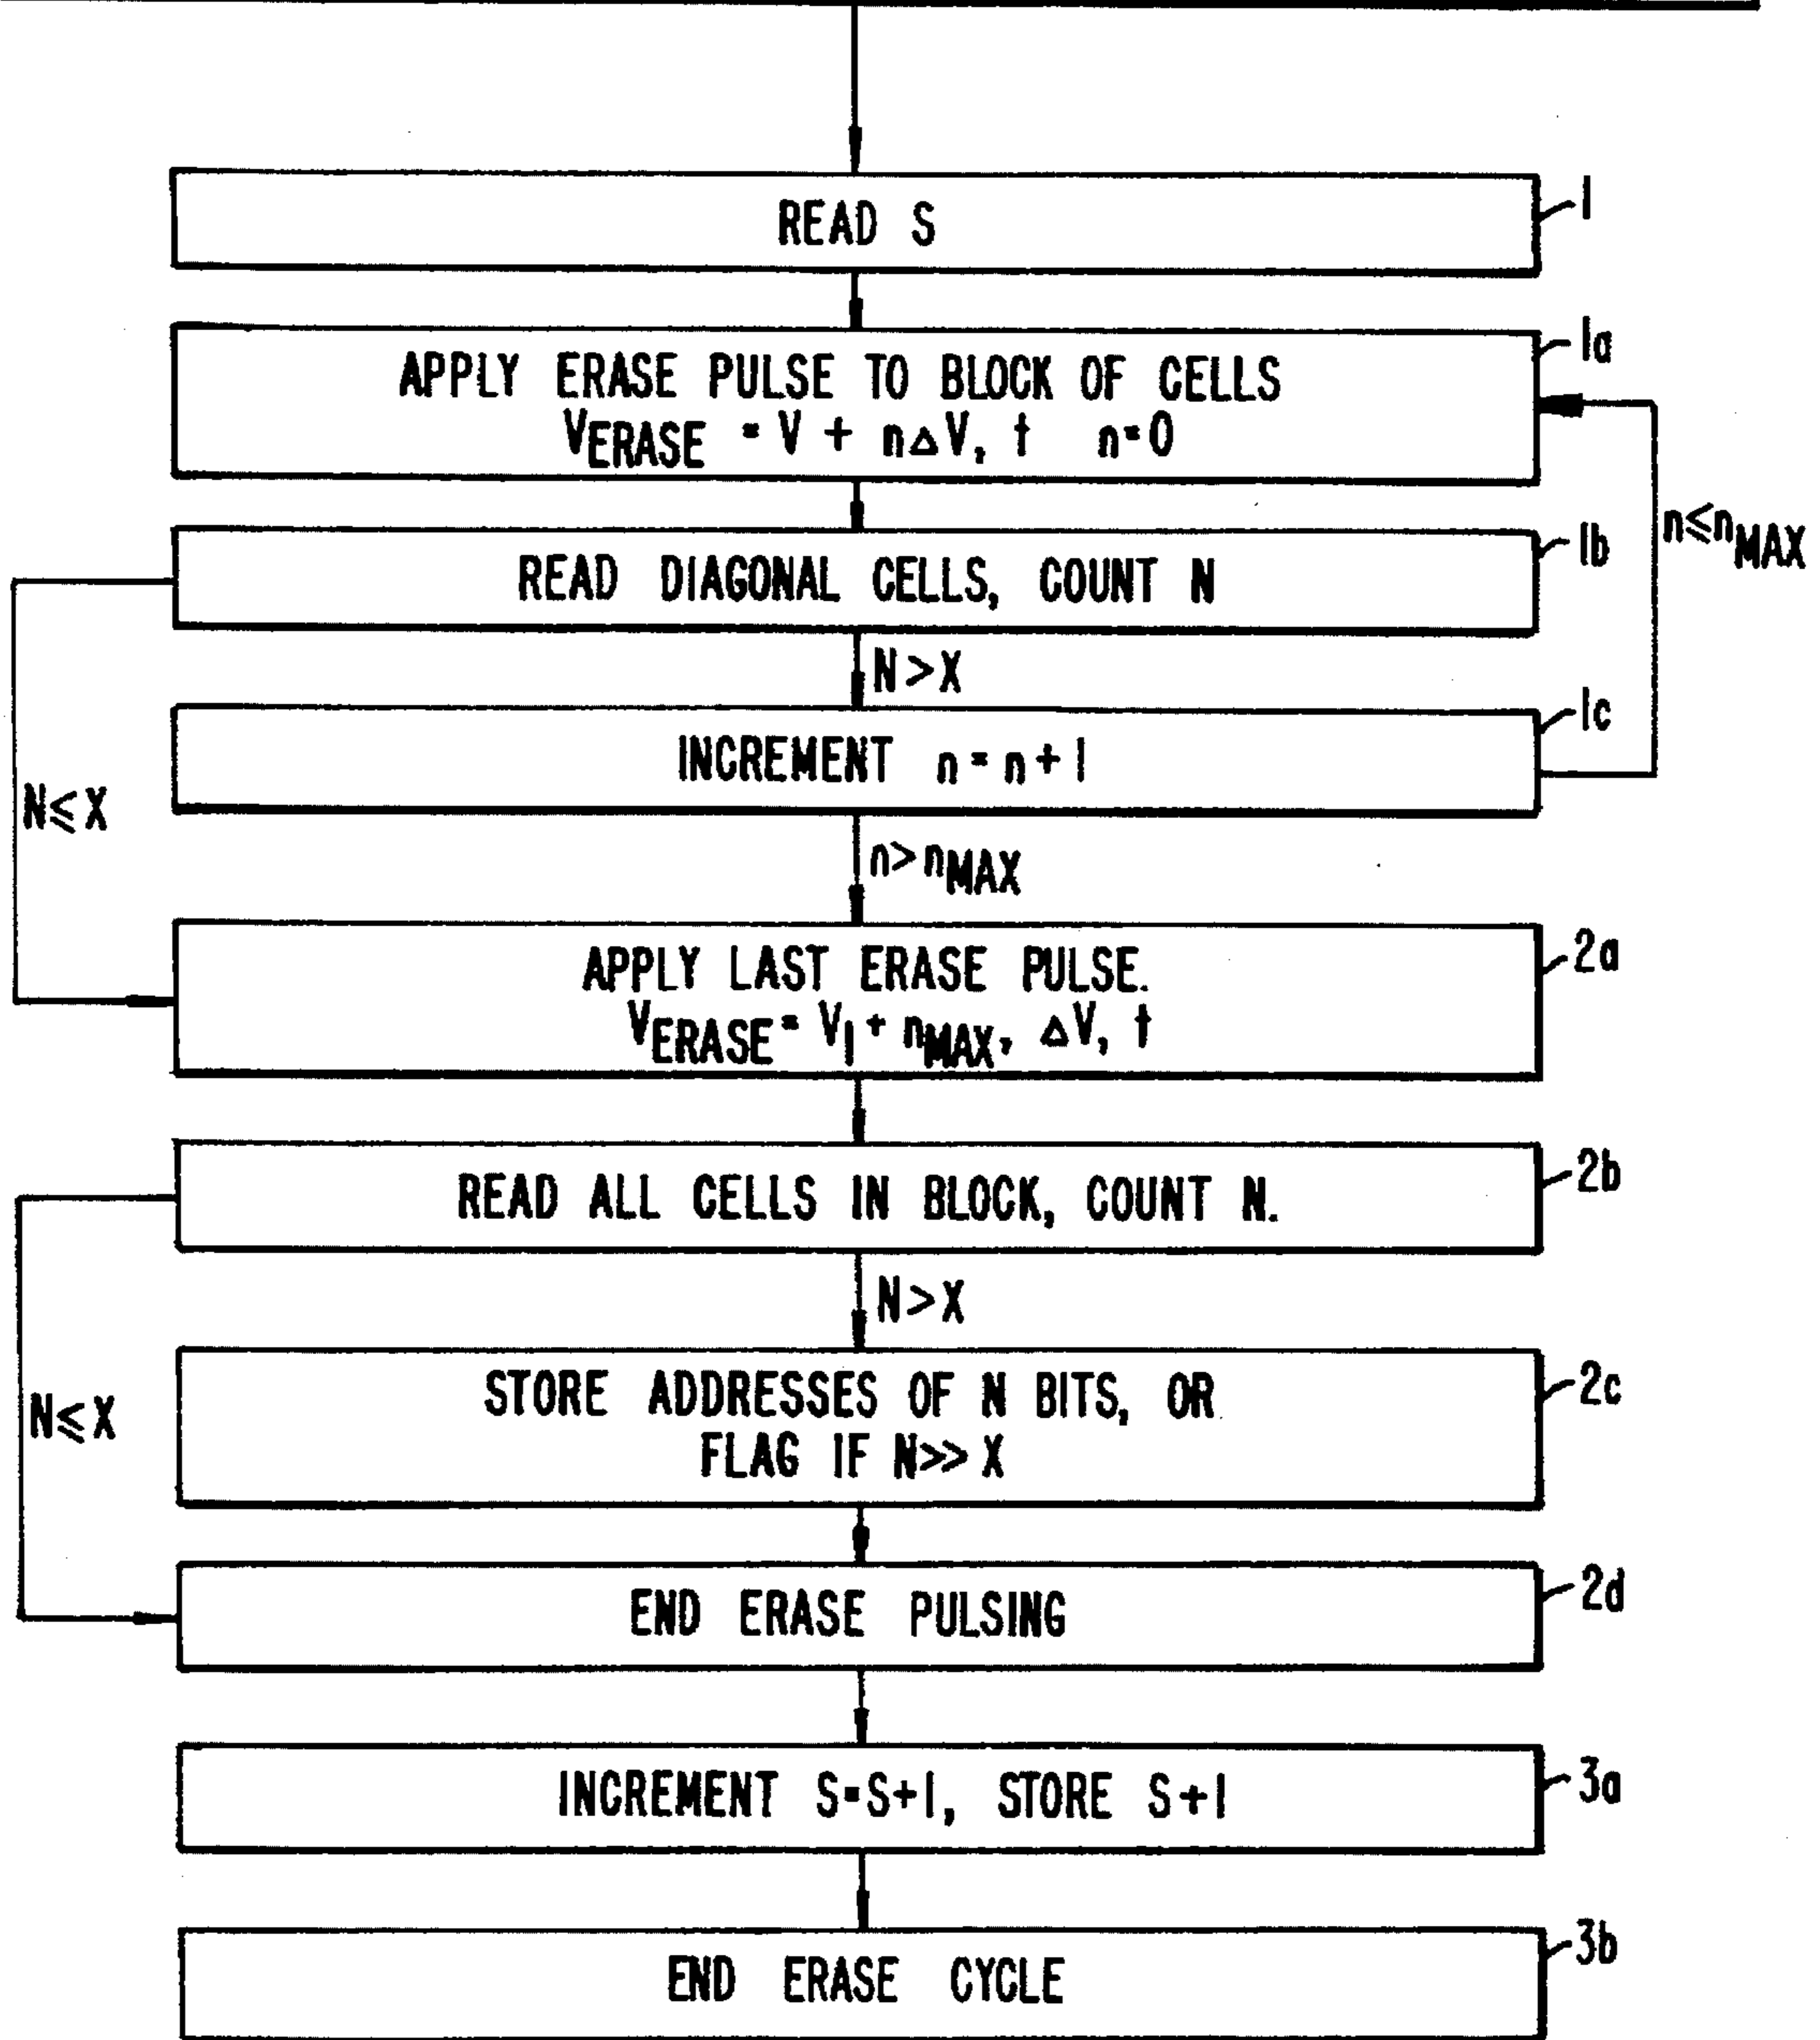 READ S
1
APPLY ERASE PULSE TO BLOCK OF CELLS
VERASE = V + n△V, t n=0
1a
n≤nMAX
READ DIAGONAL CELLS, COUNT N
1b
N>X
INCREMENT n=n+1
1c
N≤X
n>nMAX
APPLY LAST ERASE PULSE.
VERASE= V1+ nMAX, △V, t
2a
READ ALL CELLS IN BLOCK, COUNT N.
2b
N>X
STORE ADDRESSES OF N BITS, OR
FLAG IF N>> X
2c
N≤X
END ERASE PULSING
2d
INCREMENT S=S+1, STORE S+1
3a
END ERASE CYCLE
3b